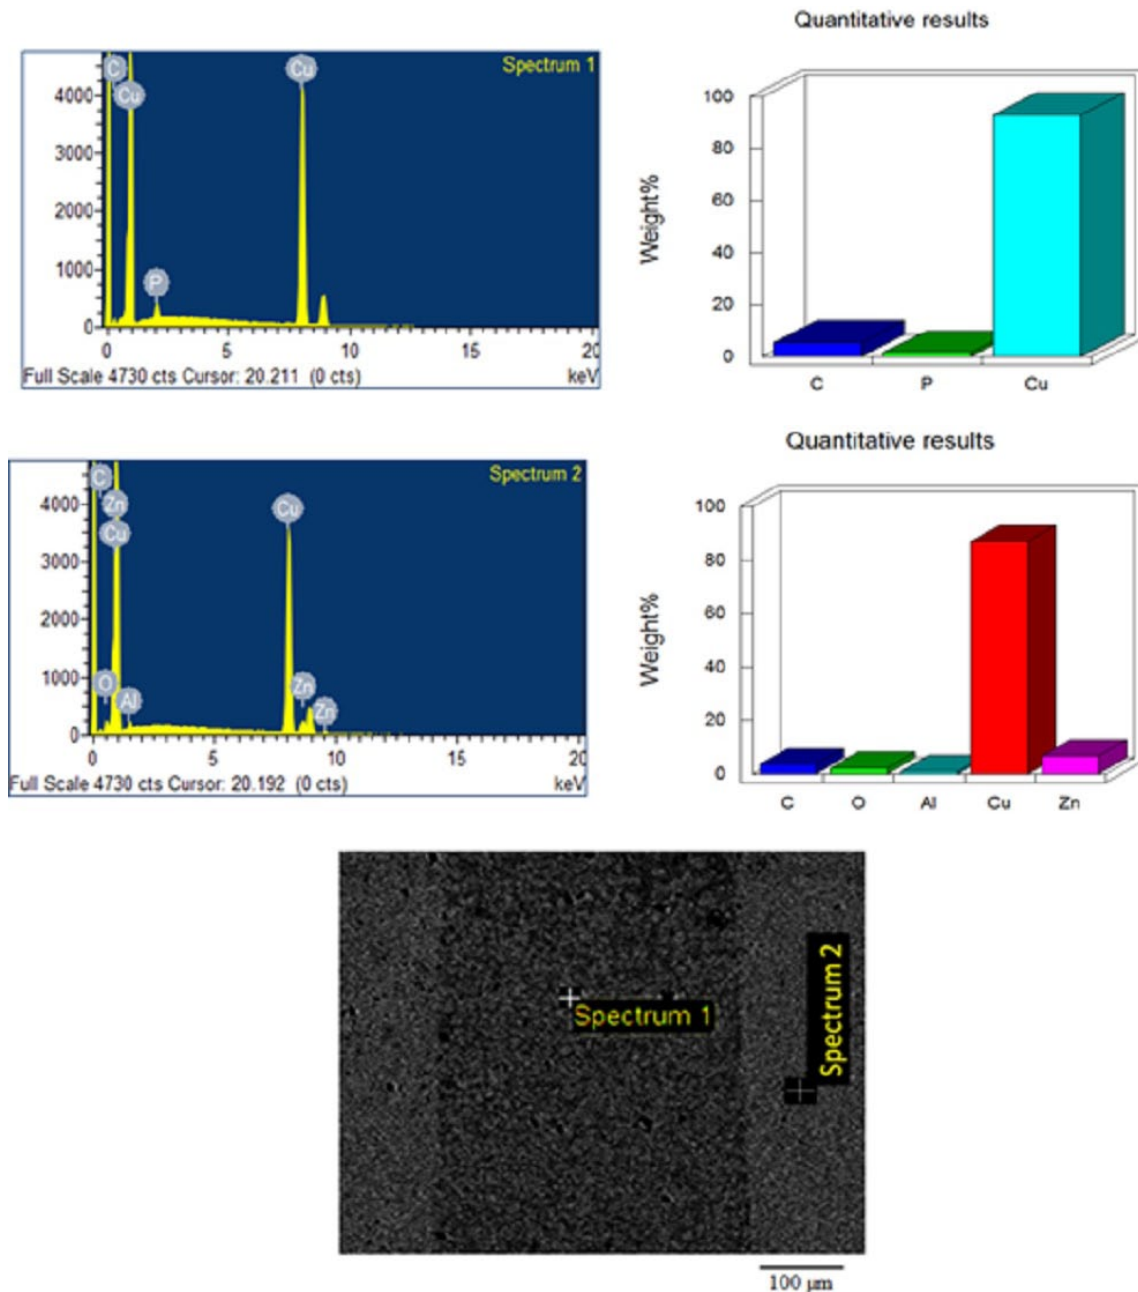 Quantitative results
Spectrum 1
C
Cu
Cu
P
4000
3000
2000
1000
0
0 5 10 15 20
Full Scale 4730 cts Cursor: 20.211 (0 cts) keV
Weight%
100
80
60
40
20
0
C P Cu
Quantitative results
Spectrum 2
C
Zn
Cu
Cu
O
Al
Zn
Zn
4000
3000
2000
1000
0
0 5 10 15 20
Full Scale 4730 cts Cursor: 20.192 (0 cts) keV
Weight%
100
80
60
40
20
0
C O Al Cu Zn
Spectrum 1
Spectrum 2
100 µm